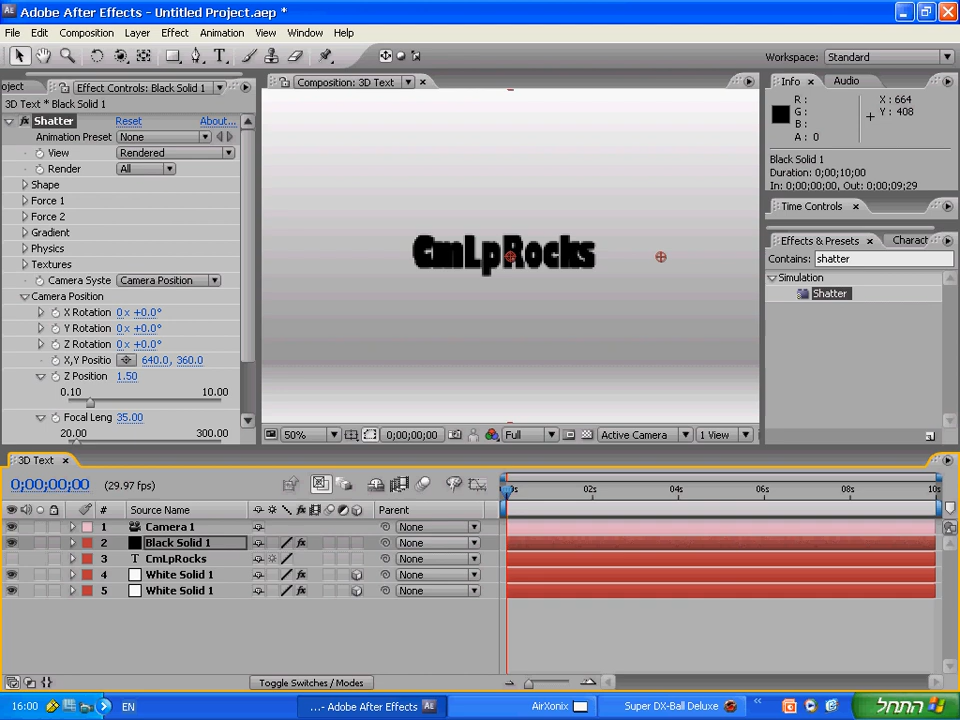 Adobe After Effects - Untitled Project.aep *
File Edit Composition Layer Effect Animation View Window Help
Workspace: Standard
oject Effect Controls: Black Solid 1
Composition: 3D Text
Info Audio
3D Text * Black Solid 1
Shatter Reset About...
Animation Preset None
View Rendered
Render All
Shape
Force 1
Force 2
Gradient
Physics
Textures
Camera Syste Camera Position
Camera Position
X Rotation 0 x +0.0°
Y Rotation 0 x +0.0°
Z Rotation 0 x +0.0°
X,Y Positio 640.0, 360.0
Z Position 1.50
0.10 10.00
Focal Leng 35.00
20.00 300.00
CmLpRocks
50% 0;00;00;00 Full Active Camera 1 View
R :
G :
B :
A : 0
X : 664
Y : 408
Black Solid 1
Duration: 0;00;10;00
In: 0;00;00;00, Out: 0;00;09;29
Time Controls
Effects & Presets Charact
Contains: shatter
Simulation
Shatter
3D Text
0;00;00;00 (29.97 fps)
0s 02s 04s 06s 08s 10s
# Source Name Parent
1 Camera 1 None
2 Black Solid 1 fx None
3 T CmLpRocks None
4 White Solid 1 fx None
5 White Solid 1 fx None
Toggle Switches / Modes
16:00 EN ...- Adobe After Effects AirXonix Super DX-Ball Deluxe התחל